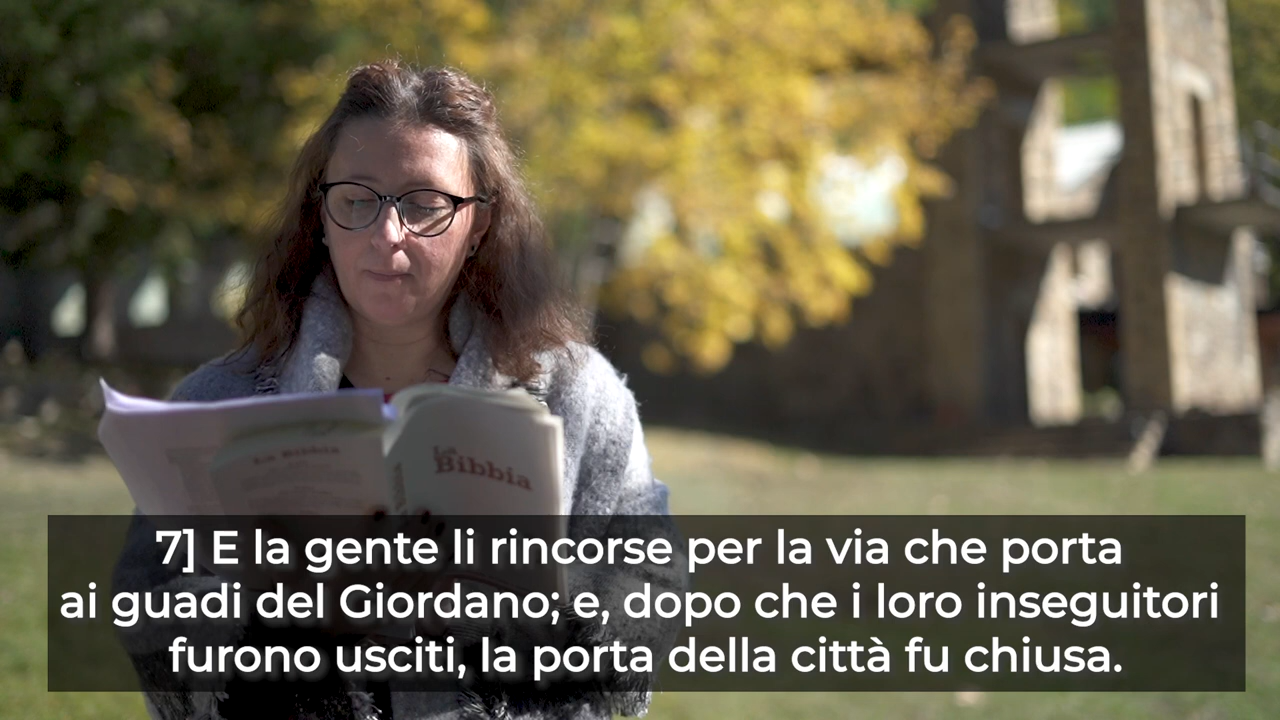 La Bibbia
La
Bibbia
7] E la gente li rincorse per la via che porta
ai guadi del Giordano; e, dopo che i loro inseguitori
furono usciti, la porta della città fu chiusa.